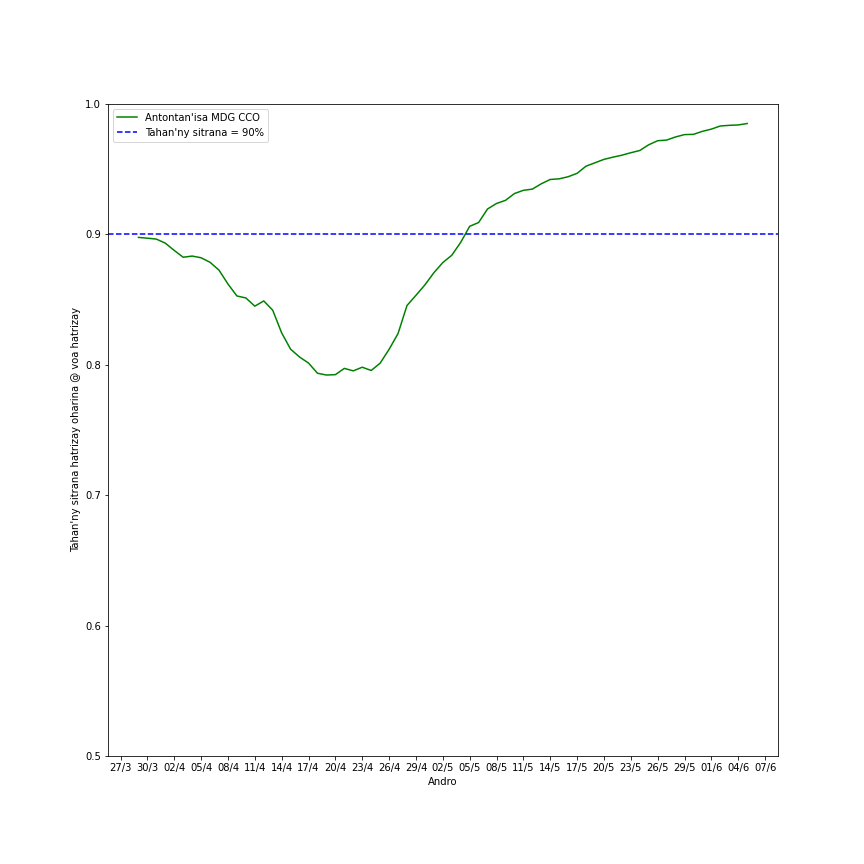 1.0
Antontan'isa MDG CCO
Tahan'ny sitrana = 90%
0.9
0.8
0.7
0.6
0.5
Tahan'ny sitrana hatrizay oharina @ voa hatrizay
27/3 30/3 02/4 05/4 08/4 11/4 14/4 17/4 20/4 23/4 26/4 29/4 02/5 05/5 08/5 11/5 14/5 17/5 20/5 23/5 26/5 29/5 01/6 04/6 07/6
Andro